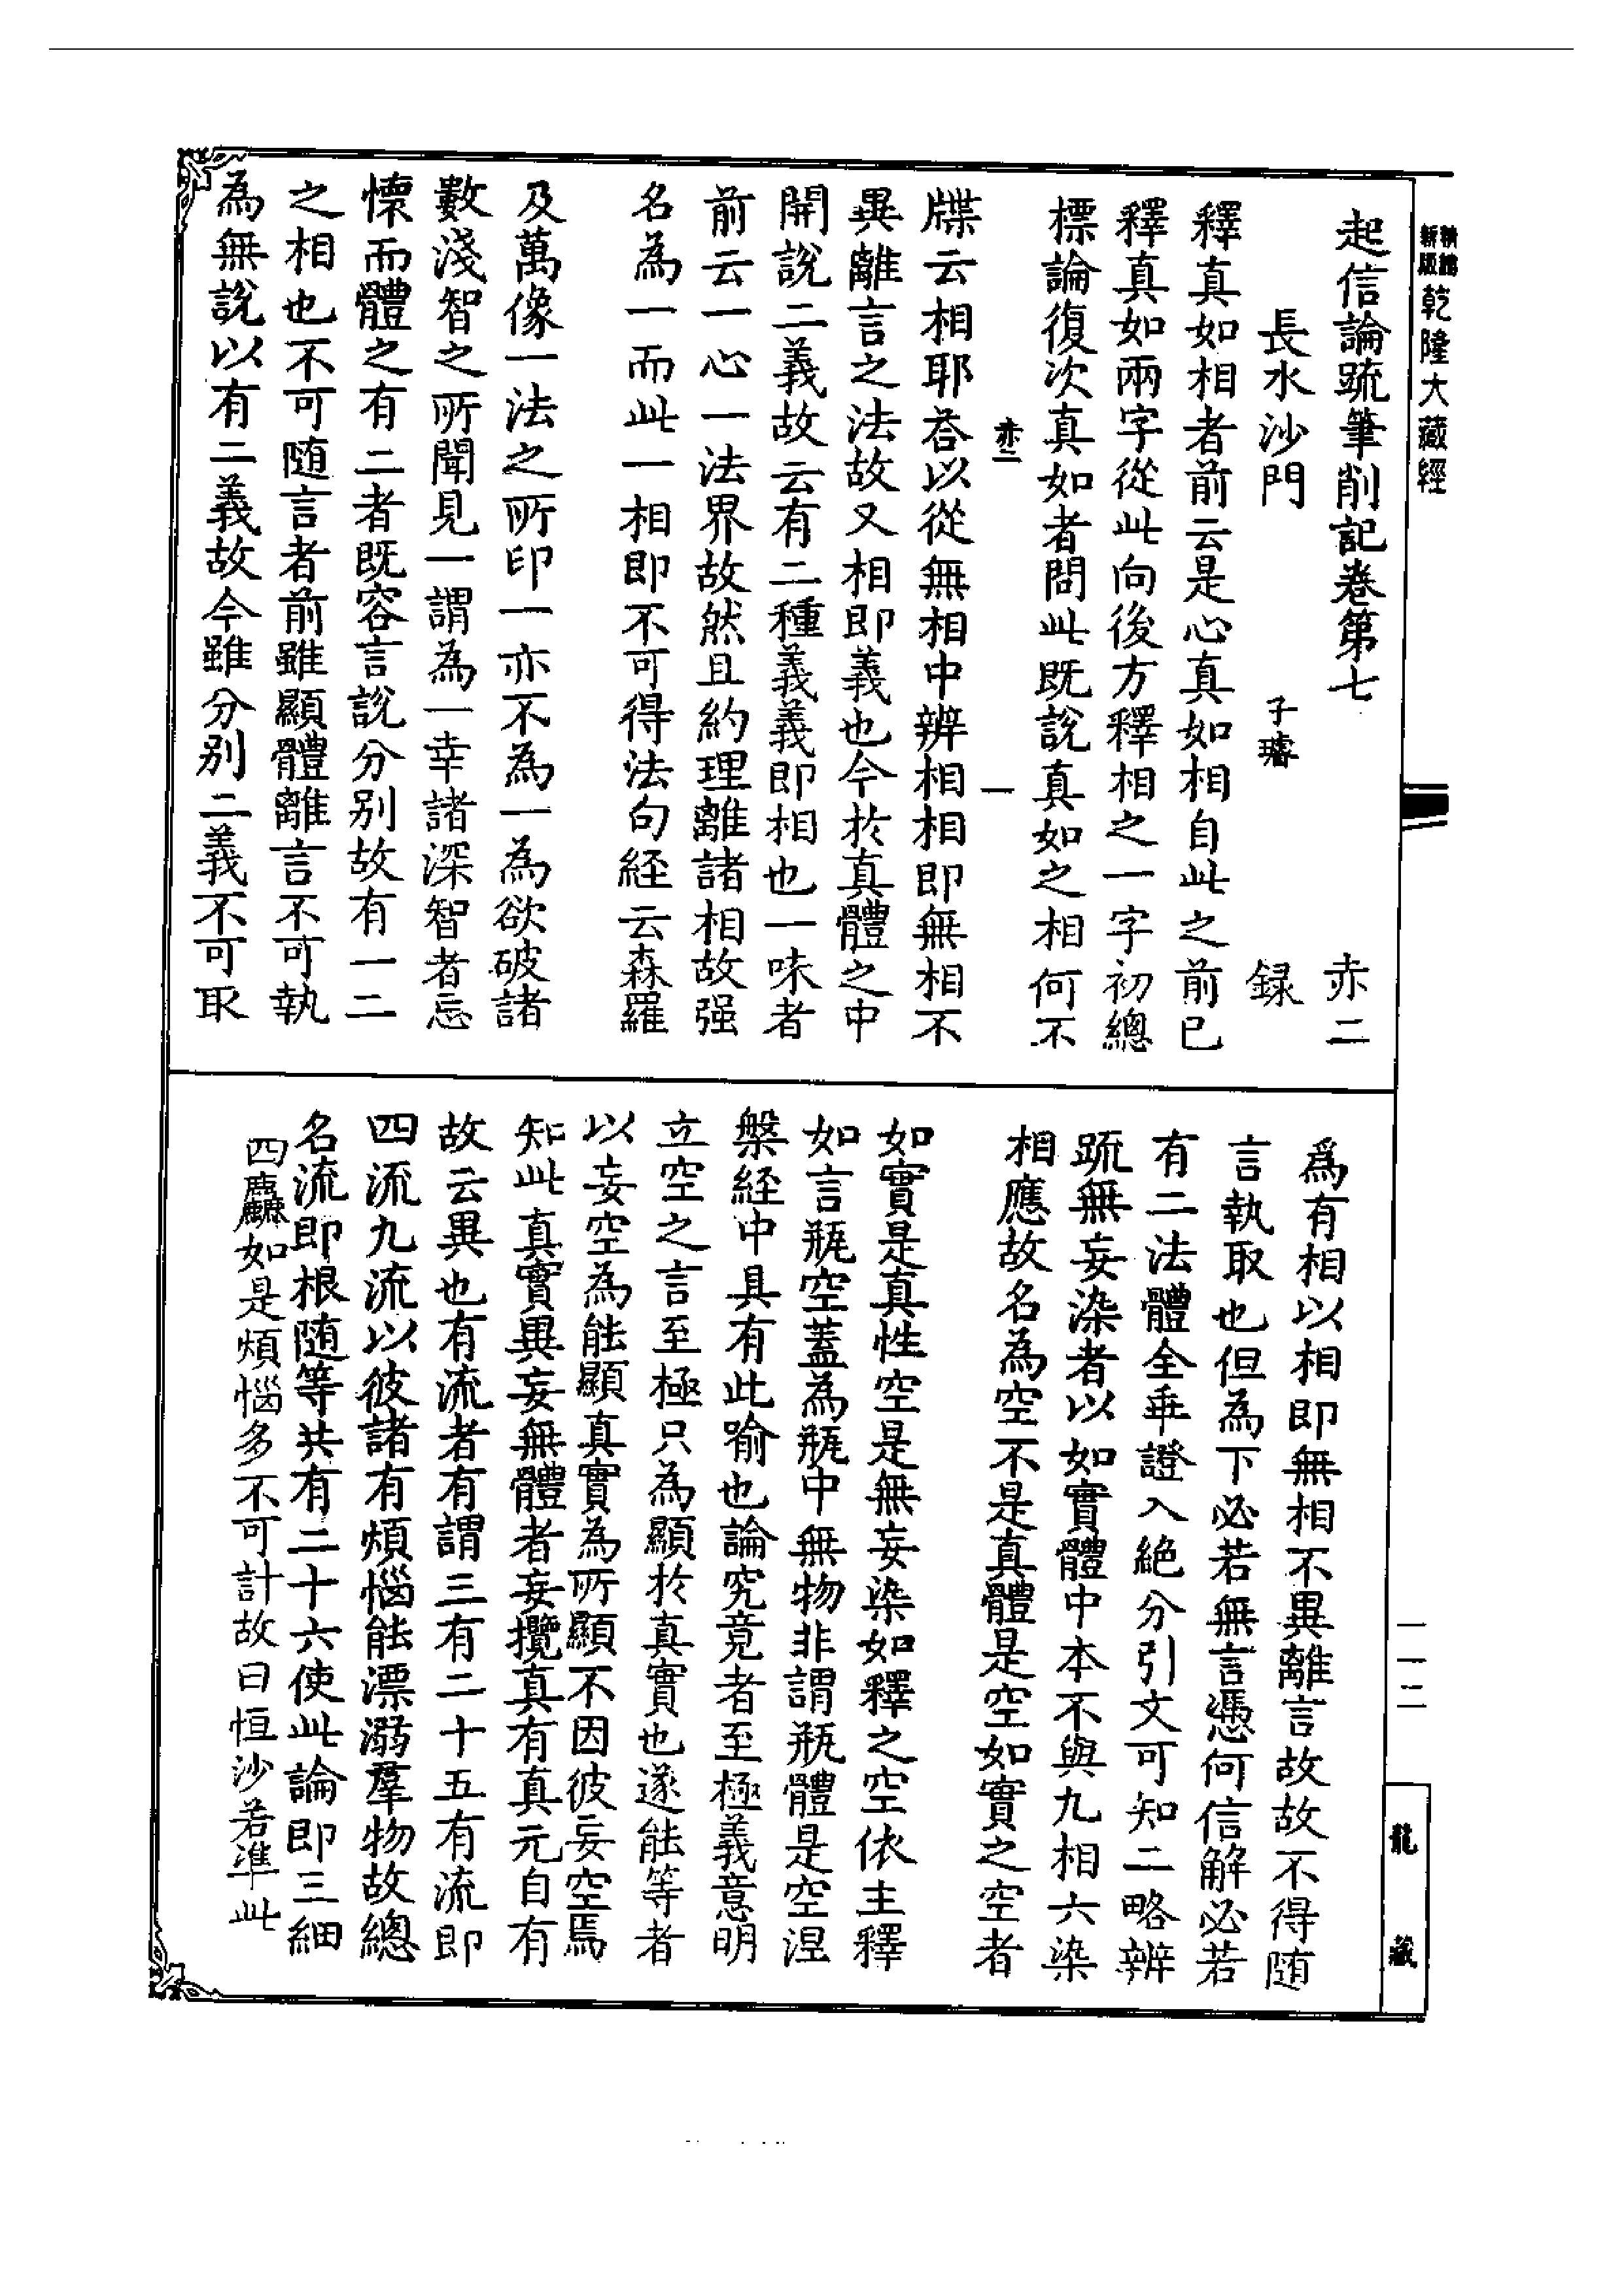 新版
精縮
乾隆大藏經
起信論疏筆削記卷第七　赤二
長水沙門　子璿　録
釋真如相者前云是心真如相自此之前已
釋真如兩字從此向後方釋相之一字初總
標論復次真如者問此既說真如之相何不
赤二　一
牒云相耶荅以從無相中辨相相即無相不
異離言之法故又相即義也今於真體之中
開說二義故云有二種義義即相也一味者
前云一心一法界故然且約理離諸相故强
名為一而此一相即不可得法句経云森羅
及萬像一法之所印一亦不為一為欲破諸
數淺智之所聞見一謂為一幸諸深智者忘
懷而體之有二者既容言說分别故有一二
之相也不可随言者前雖顯體離言不可執
為無說以有二義故今雖分别二義不可取
爲有相以相即無相不異離言故故不得随
言執取也但為下必若無言憑何信解必若
有二法體全乖證入絶分引文可知二略辨
疏無妄染者以如實體中本不與九相六染
相應故名為空不是真體是空如實之空者
如實是真性空是無妄染如釋之空依主釋
如言瓶空蓋為瓶中無物非謂瓶體是空涅
槃経中具有此喻也論究竟者至極義意明
立空之言至極只為顯於真實也遂能等者
以妄空為能顯真實為所顯不因彼妄空焉
知此真實異妄無體者妄攬真有真元自有
故云異也有流者有謂三有二十五有流即
四流九流以彼諸有煩惱能漂溺羣物故總
名流即根随等共有二十六使此論即三細
四麤如是煩惱多不可計故曰恒沙若準此
一一二
龍藏